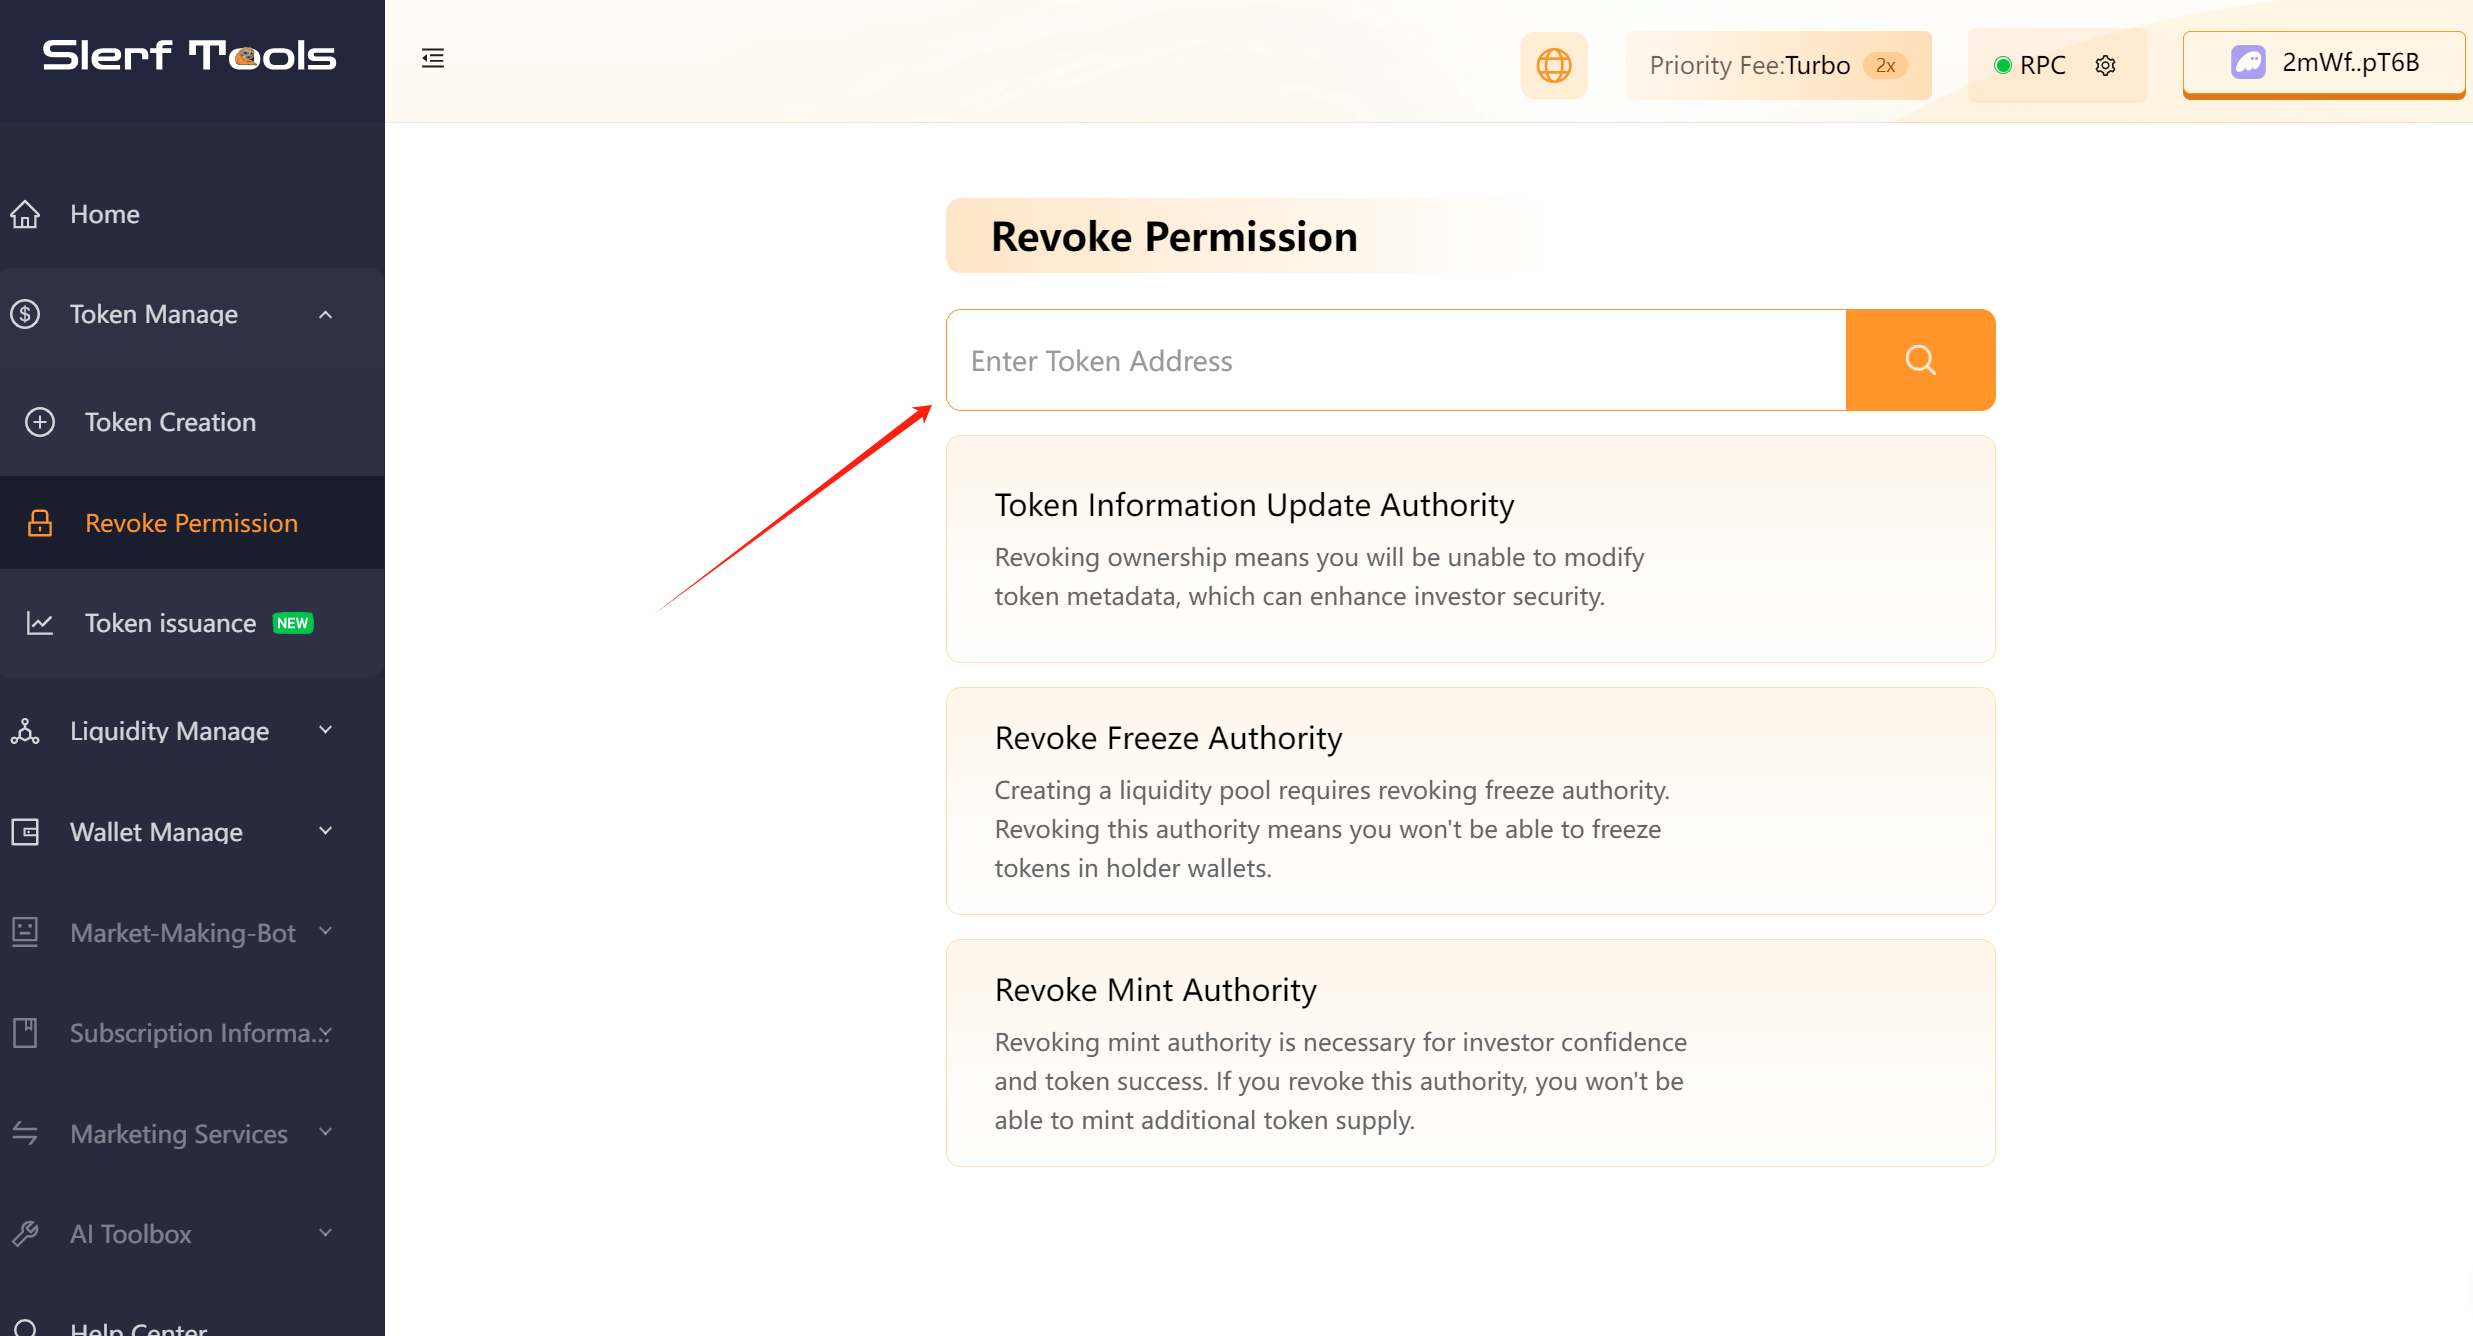 Slerf Tools
Home
Token Manage
Token Creation
Revoke Permission
Token issuance NEW
Liquidity Manage
Wallet Manage
Market-Making-Bot
Subscription Informa...
Marketing Services
AI Toolbox
Help Center
Priority Fee:Turbo 2x
RPC
2mWf..pT6B
Revoke Permission
Enter Token Address
Token Information Update Authority
Revoking ownership means you will be unable to modify
token metadata, which can enhance investor security.
Revoke Freeze Authority
Creating a liquidity pool requires revoking freeze authority.
Revoking this authority means you won't be able to freeze
tokens in holder wallets.
Revoke Mint Authority
Revoking mint authority is necessary for investor confidence
and token success. If you revoke this authority, you won't be
able to mint additional token supply.